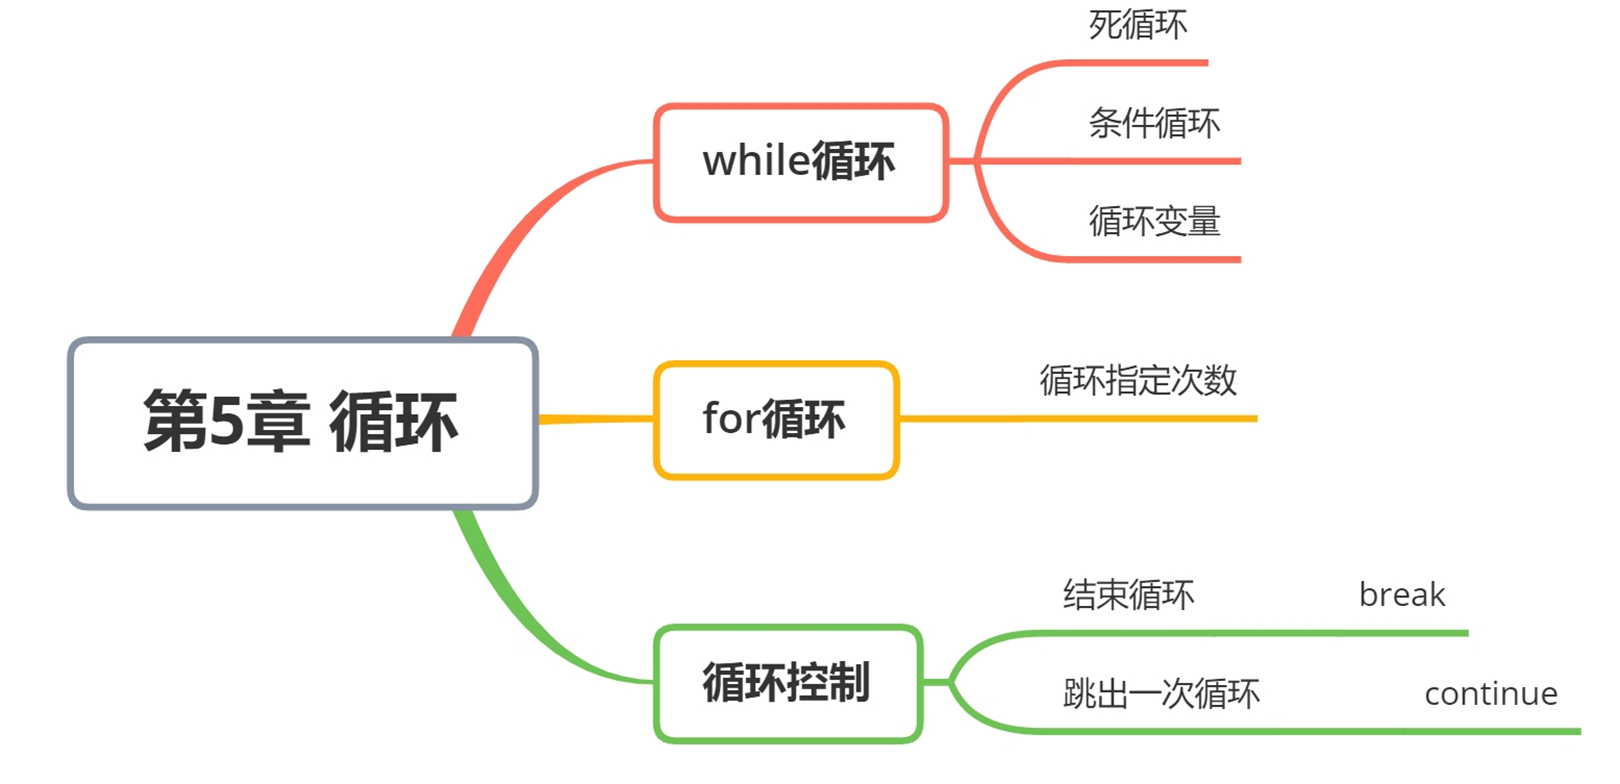 第5章 循环
while循环
死循环
条件循环
循环变量
for循环
循环指定次数
循环控制
结束循环 break
跳出一次循环 continue